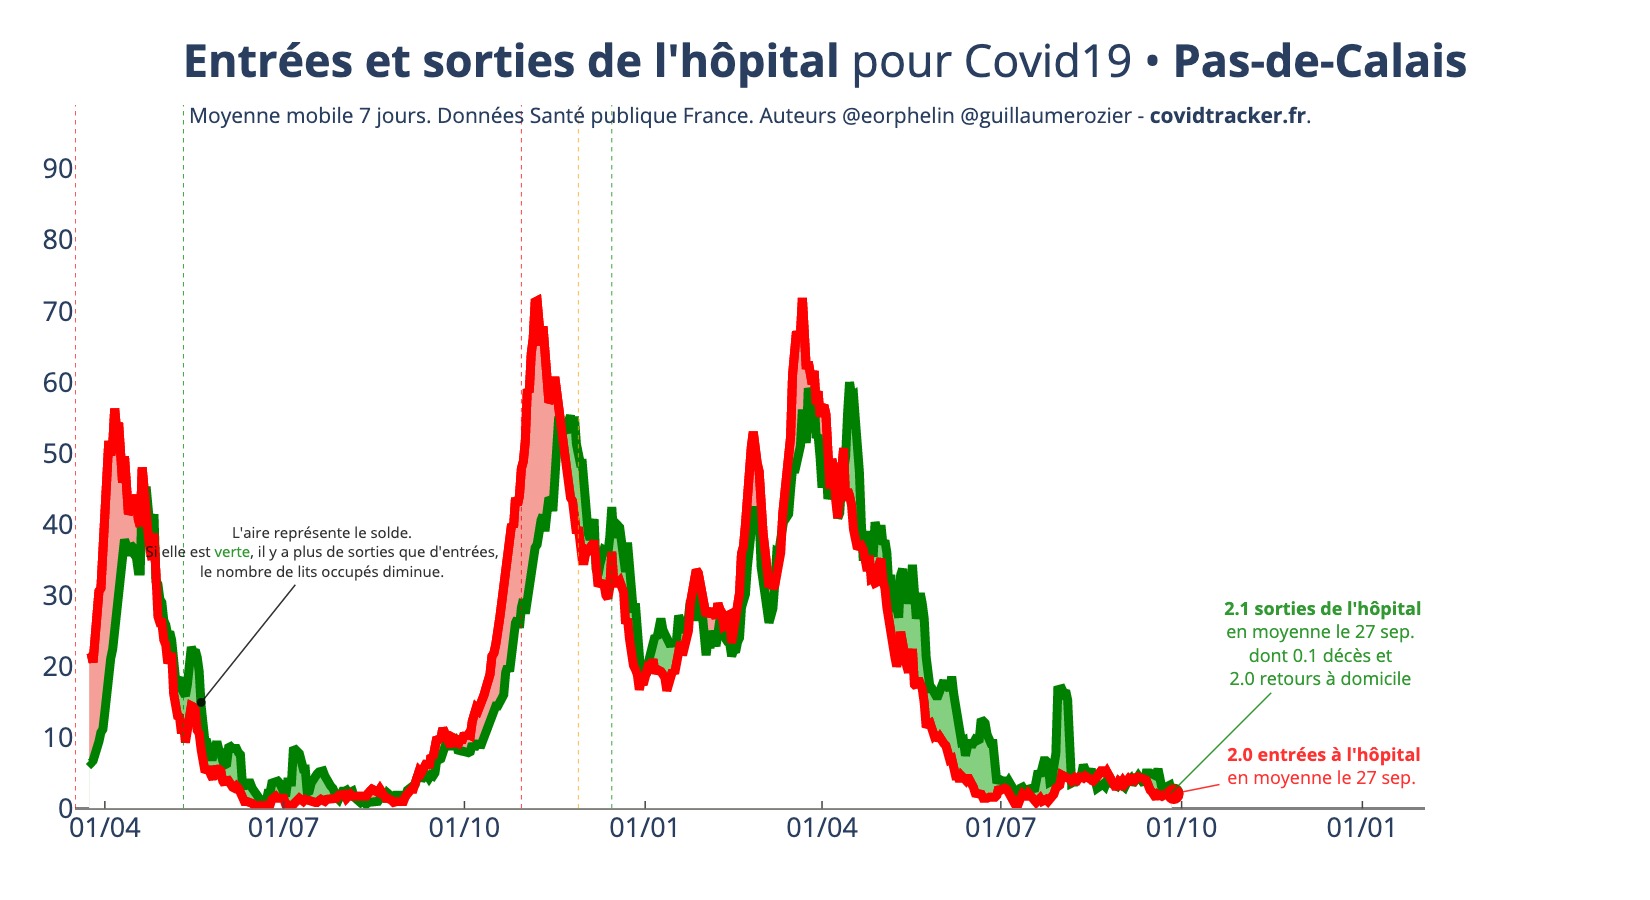 Entrées et sorties de l'hôpital pour Covid19 • Pas-de-Calais
Moyenne mobile 7 jours. Données Santé publique France. Auteurs @eorphelin @guillaumerozier - covidtracker.fr.
90
80
70
60
50
40
30
20
10
0
L'aire représente le solde.
Si elle est verte, il y a plus de sorties que d'entrées,
le nombre de lits occupés diminue.
2.1 sorties de l'hôpital
en moyenne le 27 sep.
dont 0.1 décès et
2.0 retours à domicile
2.0 entrées à l'hôpital
en moyenne le 27 sep.
01/04 01/07 01/10 01/01 01/04 01/07 01/10 01/01